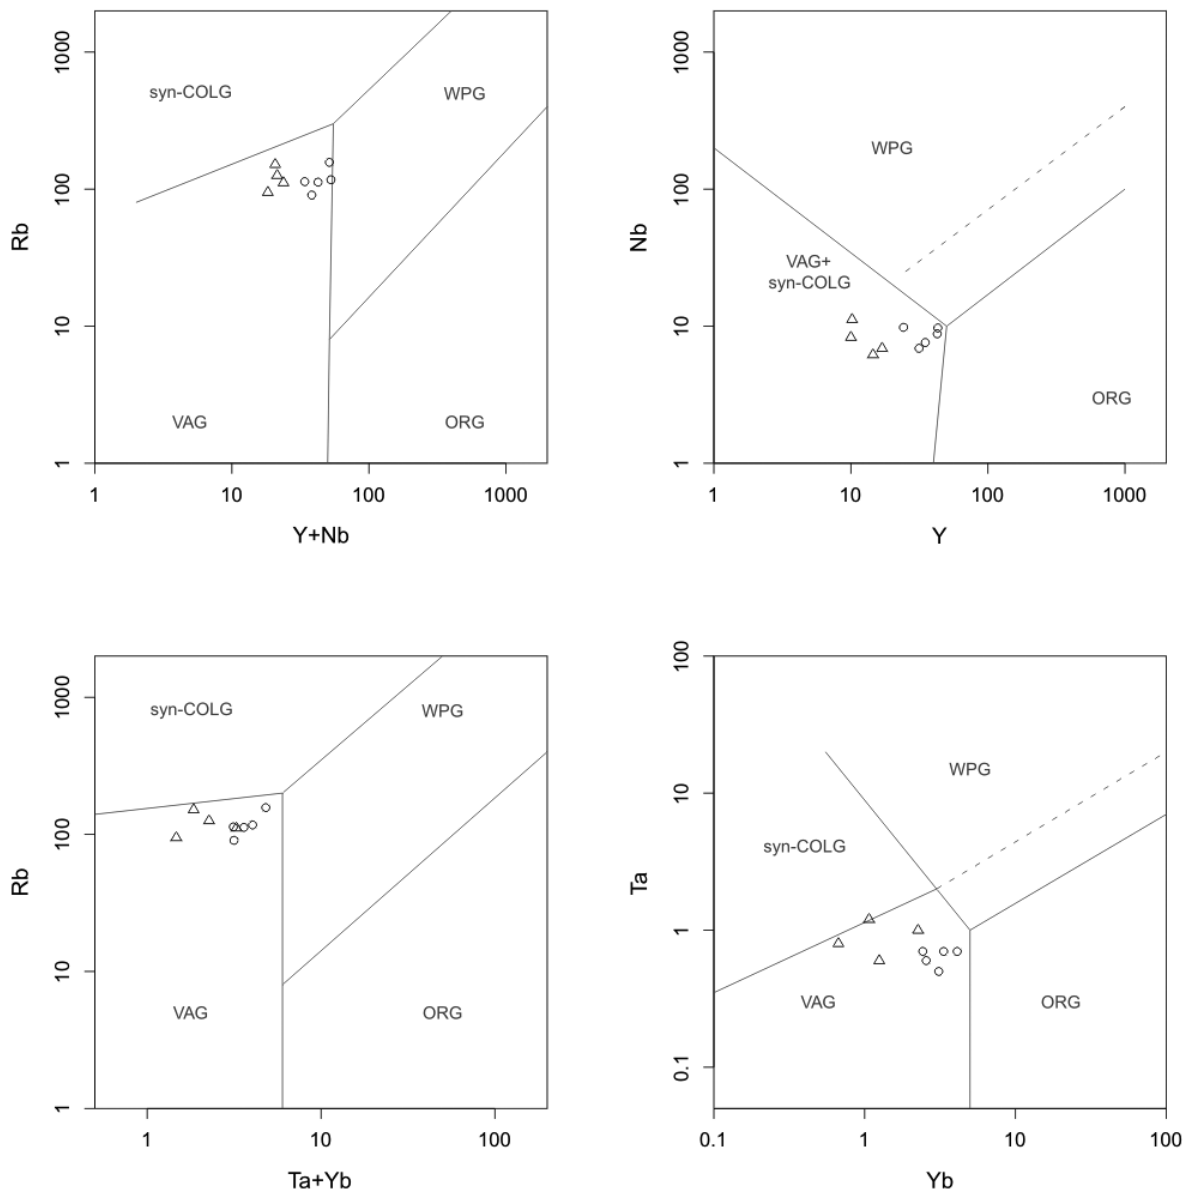 1000
syn-COLG
WPG
100
Rb
10
VAG
ORG
1
1
10
100
1000
Y+Nb
1000
WPG
100
Nb
VAG+
syn-COLG
10
ORG
1
1
10
100
1000
Y
1000
syn-COLG
WPG
100
Rb
10
VAG
ORG
1
1
10
100
Ta+Yb
100
WPG
10
syn-COLG
Ta
1
VAG
ORG
0.1
0.1
1
10
100
Yb